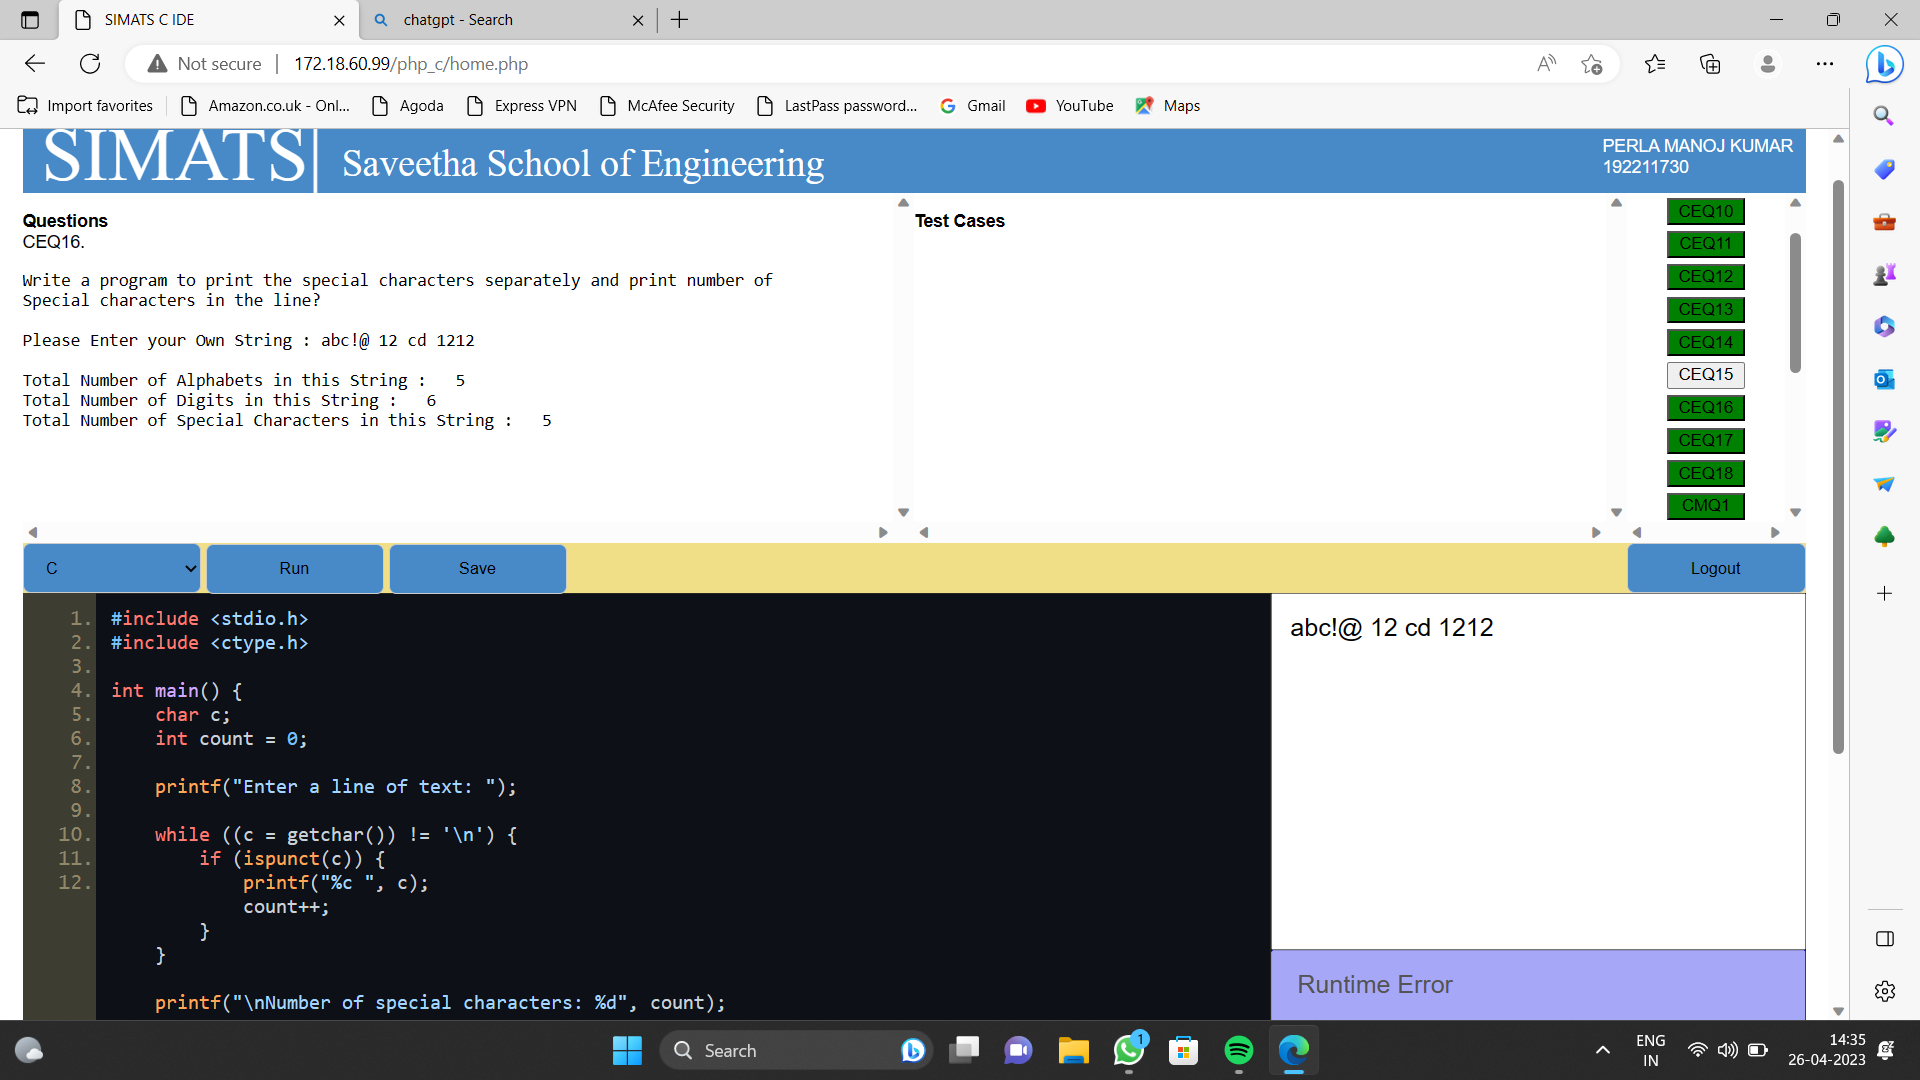 SIMATS C IDE
chatgpt - Search
Not secure
172.18.60.99/php_c/home.php
Import favorites
Amazon.co.uk - Onl...
Agoda
Express VPN
McAfee Security
LastPass password...
Gmail
YouTube
Maps
SIMATS
Saveetha School of Engineering
PERLA MANOJ KUMAR
192211730
Questions
CEQ16.
Write a program to print the special characters separately and print number of
Special characters in the line?
Please Enter your Own String : abc!@ 12 cd 1212
Total Number of Alphabets in this String :   5
Total Number of Digits in this String :   6
Total Number of Special Characters in this String :   5
Test Cases
CEQ10
CEQ11
CEQ12
CEQ13
CEQ14
CEQ15
CEQ16
CEQ17
CEQ18
CMQ1
C
Run
Save
Logout
1. #include <stdio.h>
2. #include <ctype.h>
3.
4. int main() {
5.     char c;
6.     int count = 0;
7.
8.     printf("Enter a line of text: ");
9.
10.     while ((c = getchar()) != '\n') {
11.         if (ispunct(c)) {
12.             printf("%c ", c);
            count++;
        }
    }
    printf("\nNumber of special characters: %d", count);
abc!@ 12 cd 1212
Runtime Error
Search
1
ENG
IN
14:35
26-04-2023